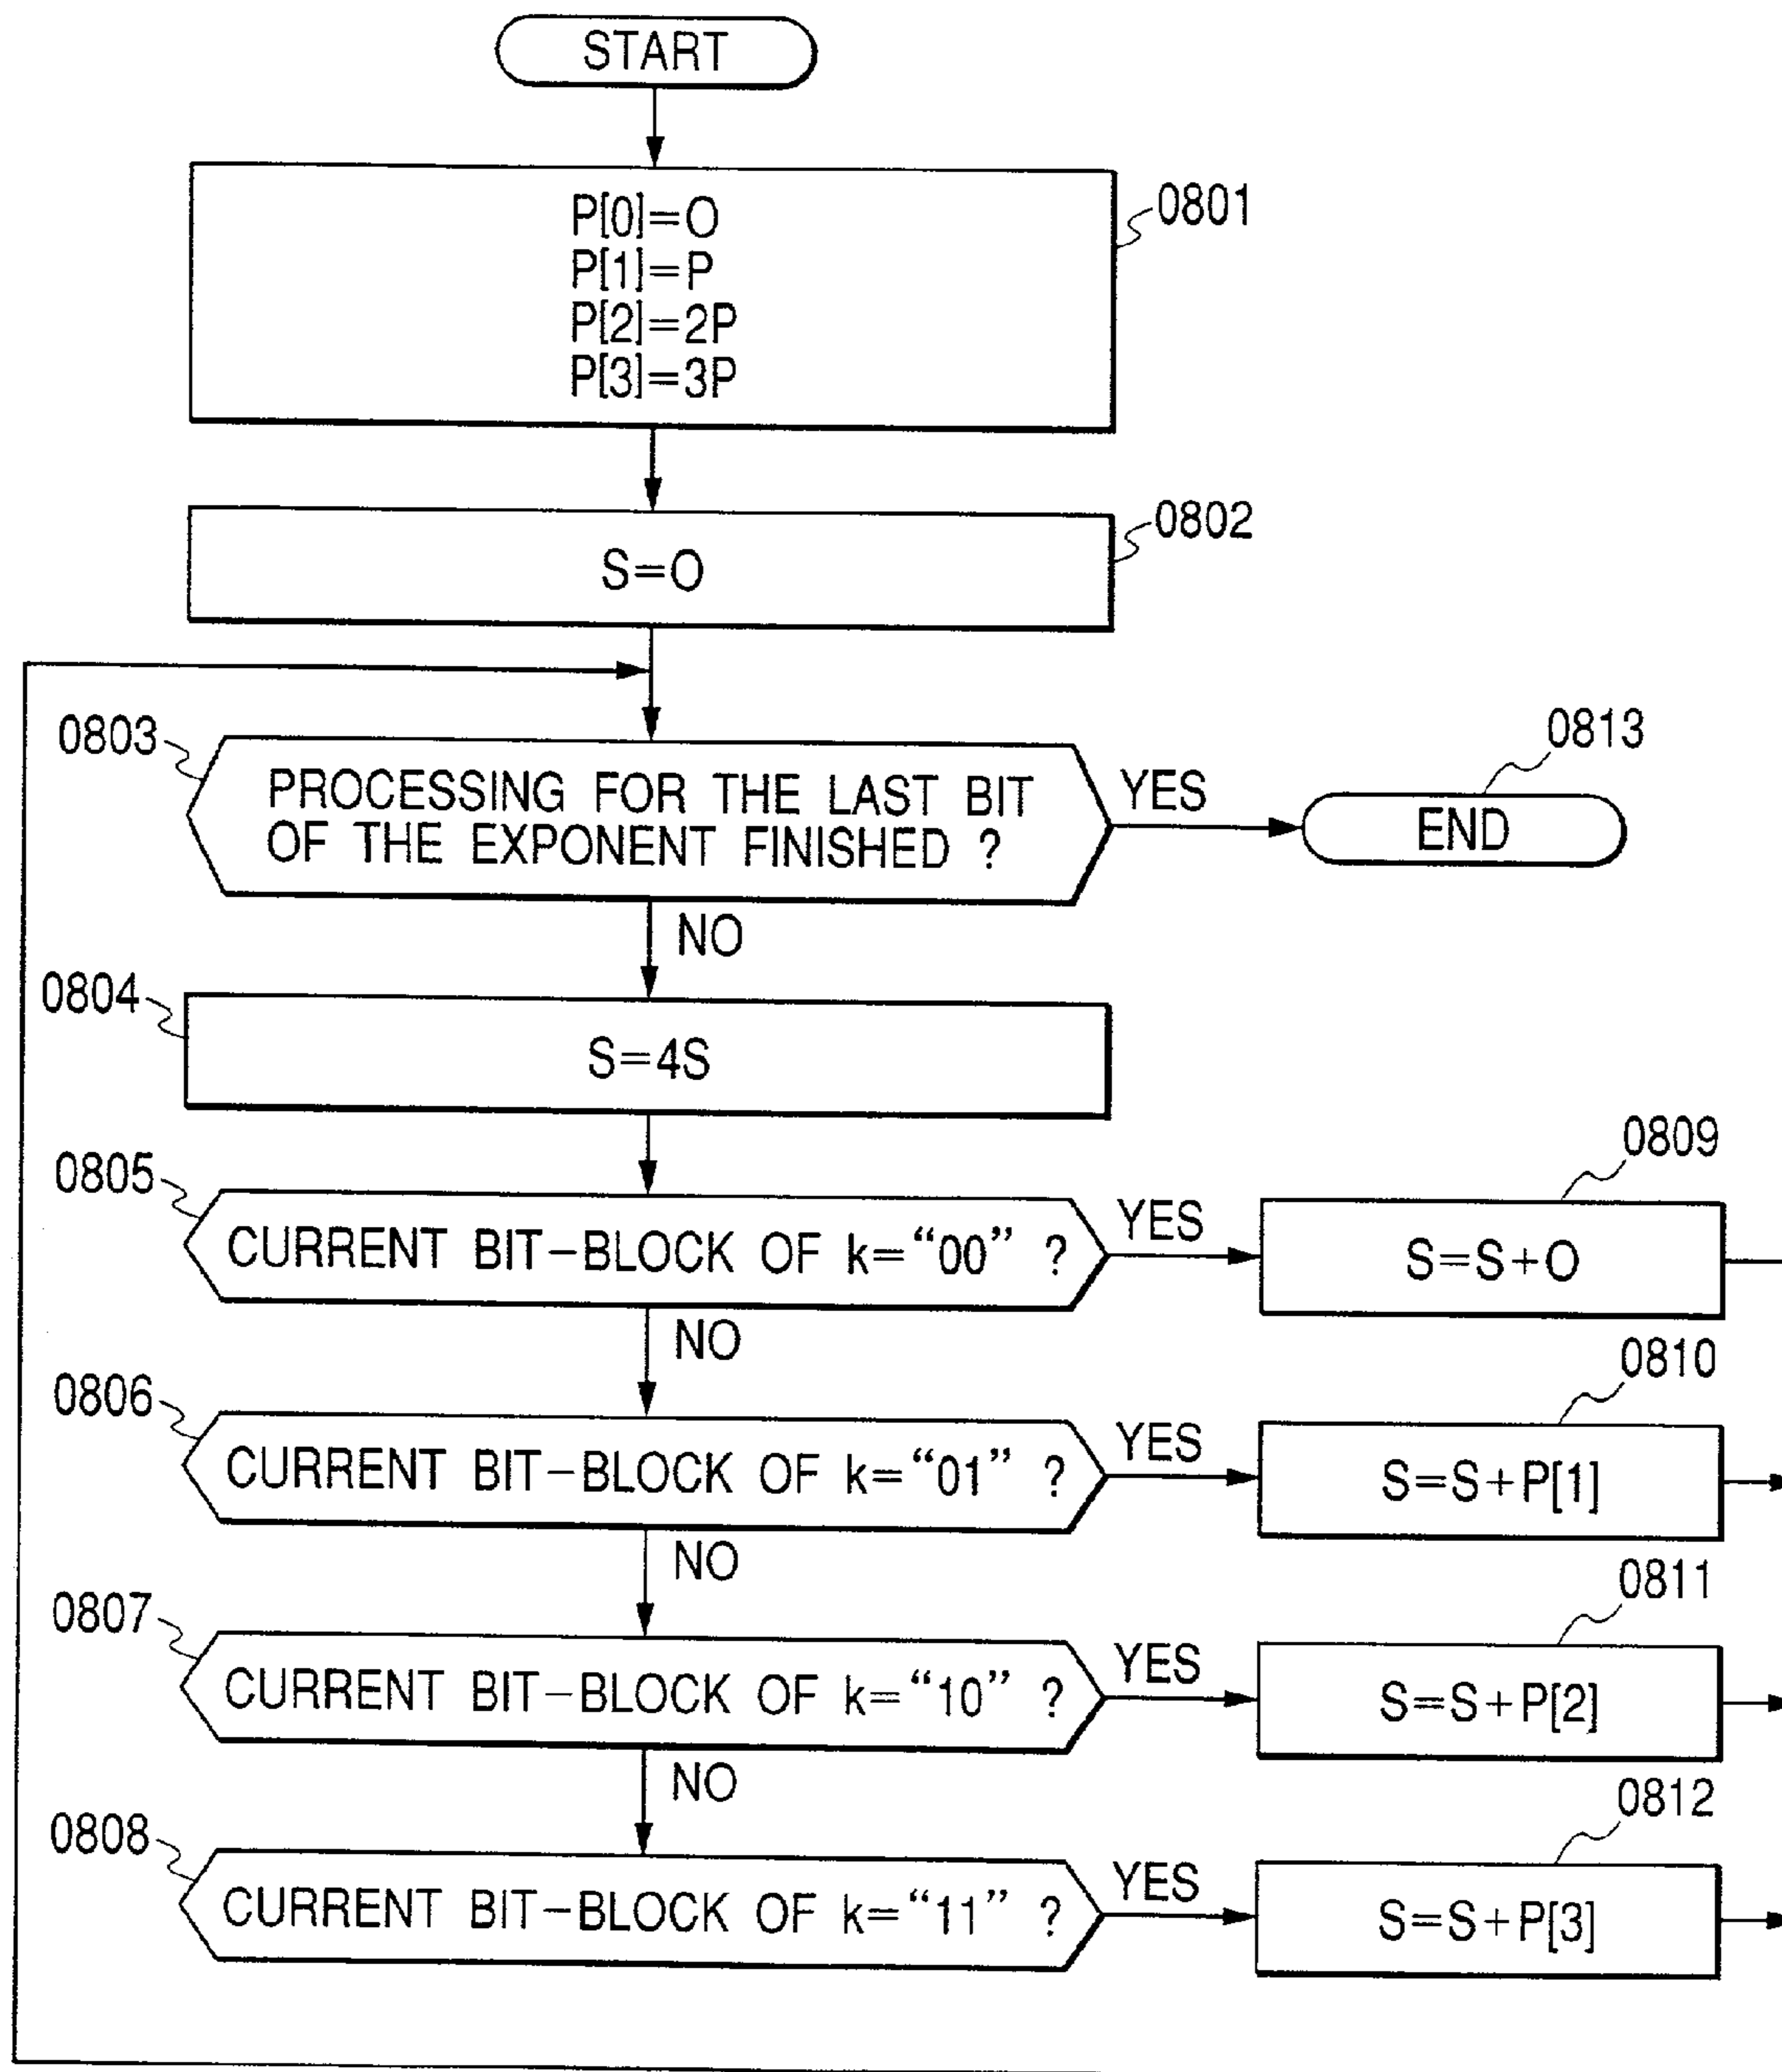 START
P[0]=O
P[1]=P
P[2]=2P
P[3]=3P
0801
S=O
0802
0803
PROCESSING FOR THE LAST BIT
OF THE EXPONENT FINISHED ?
YES
0813
END
NO
0804
S=4S
0805
CURRENT BIT-BLOCK OF k="00" ?
YES
0809
S=S+O
NO
0806
CURRENT BIT-BLOCK OF k="01" ?
YES
0810
S=S+P[1]
NO
0807
CURRENT BIT-BLOCK OF k="10" ?
YES
0811
S=S+P[2]
NO
0808
CURRENT BIT-BLOCK OF k="11" ?
YES
0812
S=S+P[3]